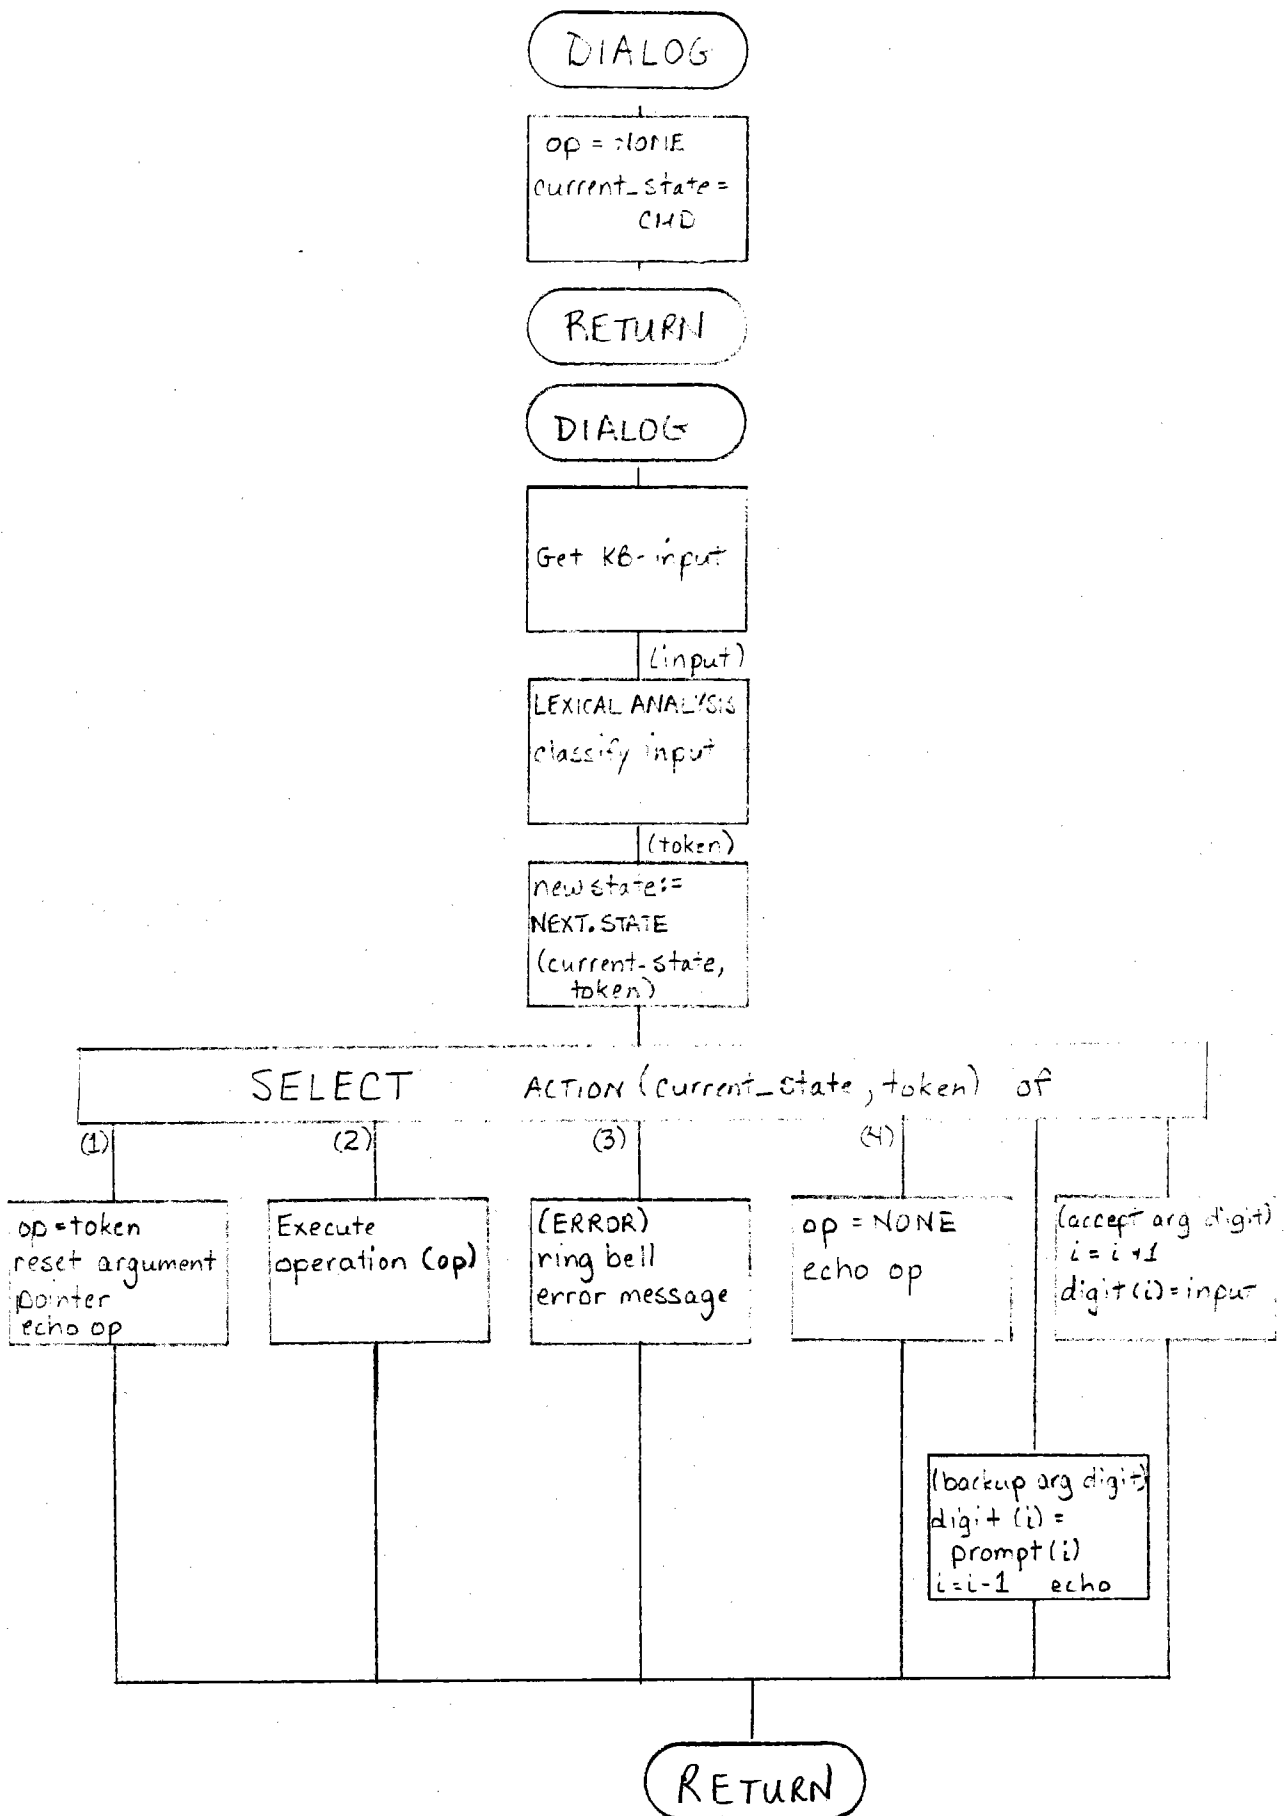 DIALOG
op = NONE
current_state =
CMD
RETURN
DIALOG
Get KB-input
(input)
LEXICAL ANALYSIS
classify input
(token)
newstate:=
NEXT.STATE
(current-state,
token)
SELECT ACTION (current_state, token) of
(1) (2) (3) (4)
op = token
reset argument
pointer
echo op
Execute
operation (op)
(ERROR)
ring bell
error message
op = NONE
echo op
(accept arg digit)
i = i +1
digit (i) = input
(backup arg digit)
digit (i) =
prompt (i)
i = i-1 echo
RETURN